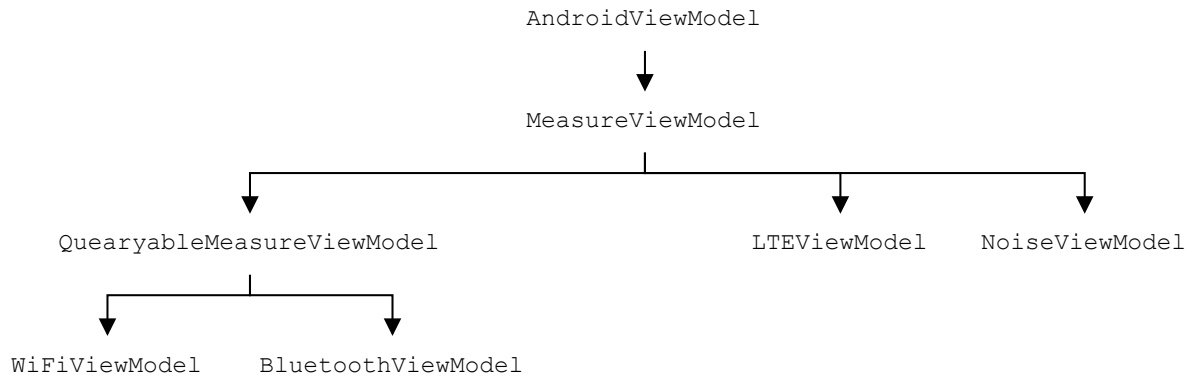 AndroidViewModel
MeasureViewModel
QuearyableMeasureViewModel LTEViewModel NoiseViewModel
WiFiViewModel BluetoothViewModel